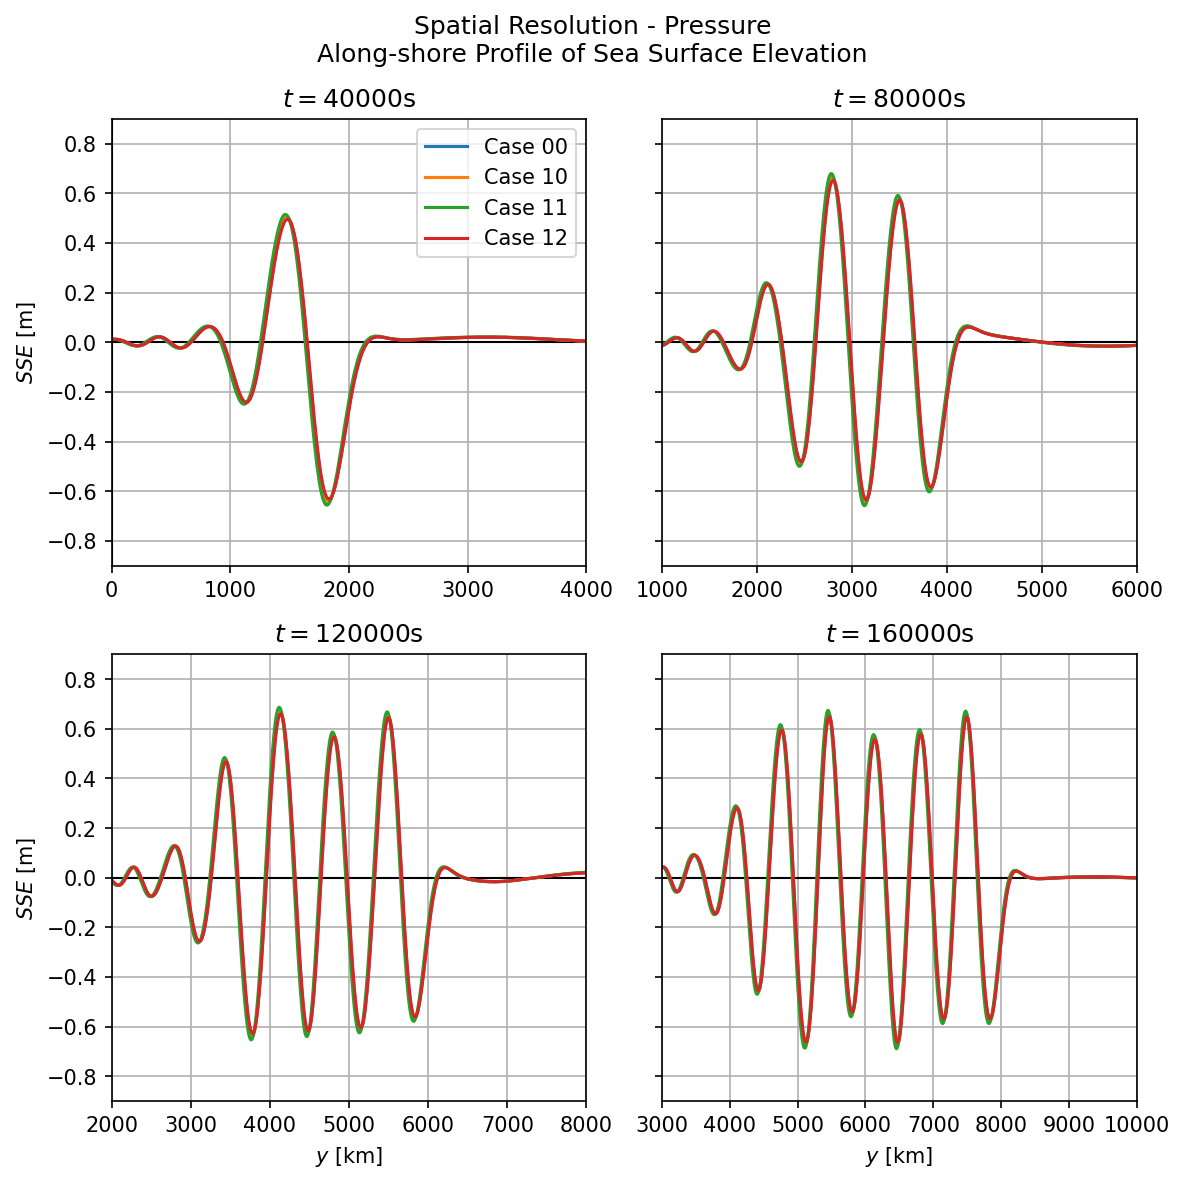 Spatial Resolution - Pressure
Along-shore Profile of Sea Surface Elevation
t = 40000s
t = 80000s
Case 00
Case 10
Case 11
Case 12
SSE [m]
0.8
0.6
0.4
0.2
0.0
−0.2
−0.4
−0.6
−0.8
0 1000 2000 3000 4000
1000 2000 3000 4000 5000 6000
t = 120000s
t = 160000s
SSE [m]
0.8
0.6
0.4
0.2
0.0
−0.2
−0.4
−0.6
−0.8
2000 3000 4000 5000 6000 7000 8000
3000 4000 5000 6000 7000 8000 9000 10000
y [km]
y [km]